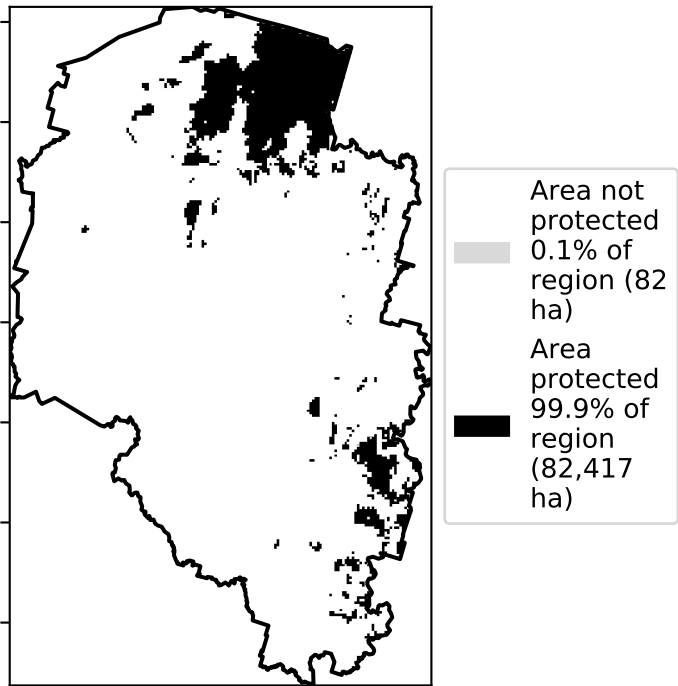 Area not
protected
0.1% of
region (82
ha)
Area
protected
99.9% of
region
(82,417
ha)